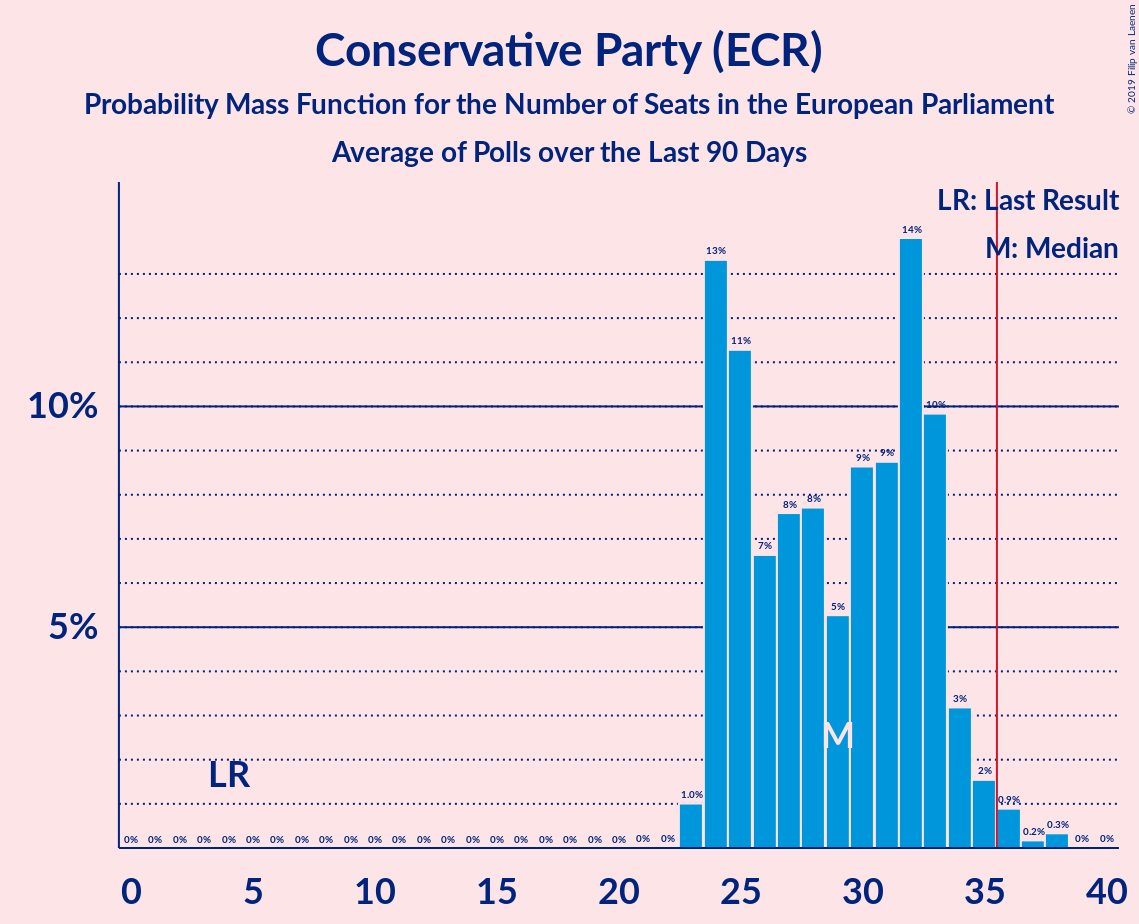 Conservative Party (ECR)
Probability Mass Function for the Number of Seats in the European Parliament
Average of Polls over the Last 90 Days
© 2019 Filip van Laenen
LR: Last Result
M: Median
14%
13%
11%
10%
10%
9% 9%
8% 8%
7%
5%
5%
3%
M
LR
2%
1.0% 0.9%
0.2% 0.3%
0% 0% 0% 0% 0% 0% 0% 0% 0% 0% 0% 0% 0% 0% 0% 0% 0% 0% 0% 0% 0% 0% 0% 0% 0%
0 5 10 15 20 25 30 35 40